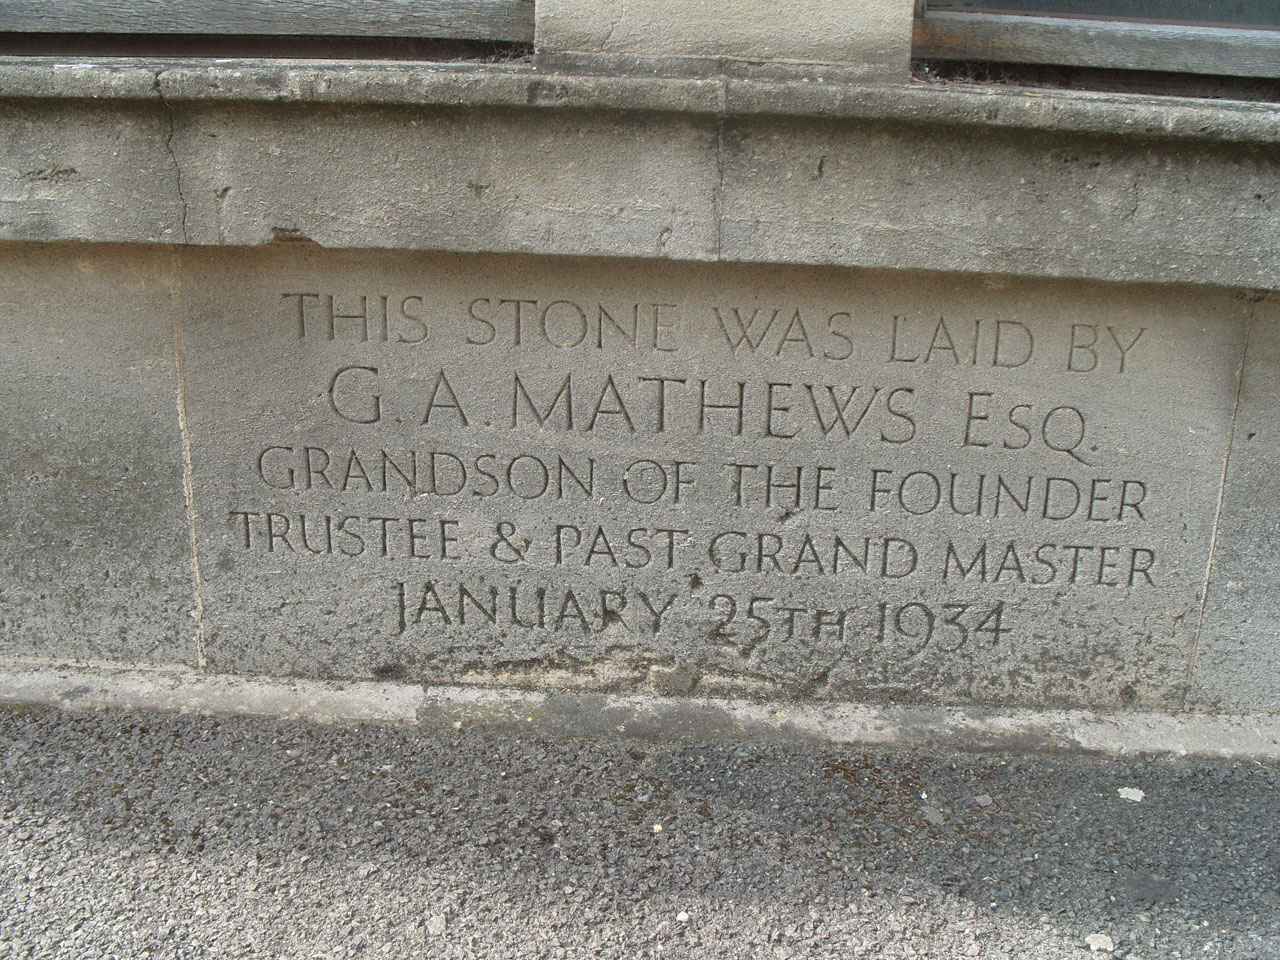 THIS STONE WAS LAID BY
G. A. MATHEWS ESQ.
GRANDSON OF THE FOUNDER
TRUSTEE & PAST GRAND MASTER
JANUARY 25TH 1934